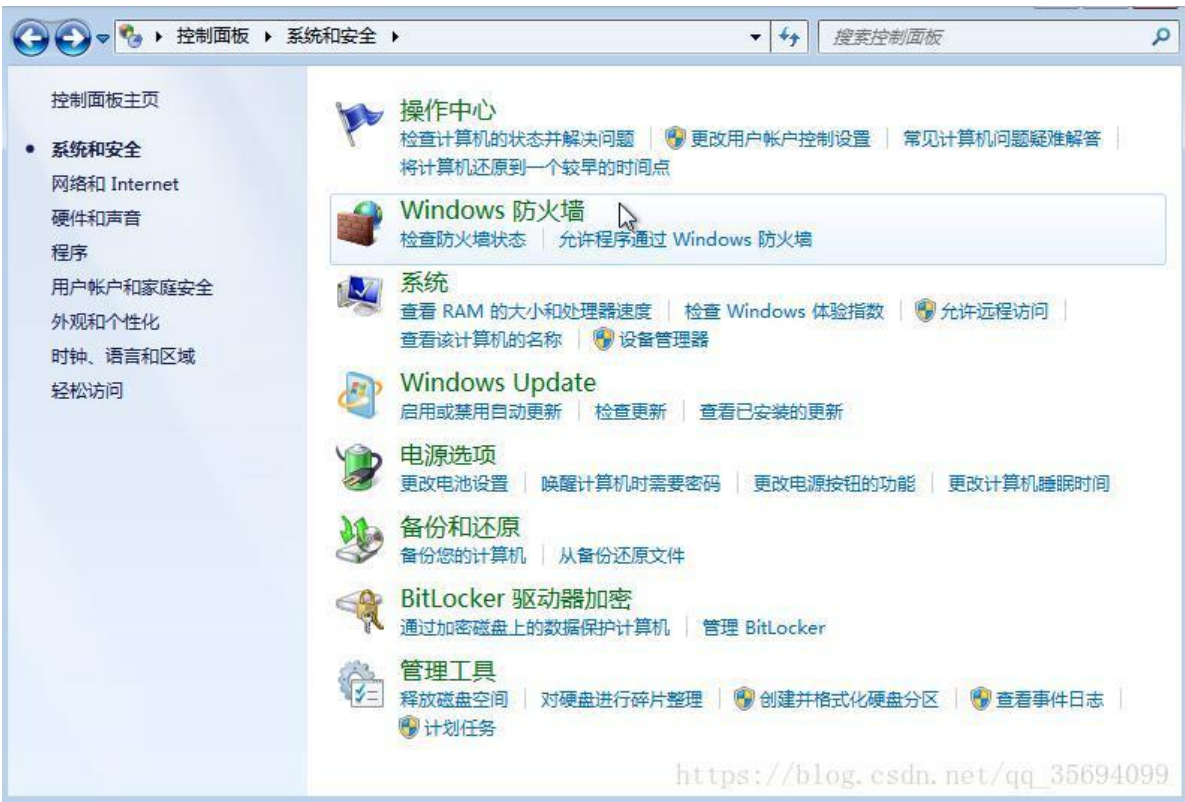 控制面板 系统和安全
搜索控制面板
控制面板主页
系统和安全
网络和 Internet
硬件和声音
程序
用户帐户和家庭安全
外观和个性化
时钟、语言和区域
轻松访问
操作中心
检查计算机的状态并解决问题 更改用户帐户控制设置 常见计算机问题疑难解答
将计算机还原到一个较早的时间点
Windows 防火墙
检查防火墙状态 允许程序通过 Windows 防火墙
系统
查看 RAM 的大小和处理器速度 检查 Windows 体验指数 允许远程访问
查看该计算机的名称 设备管理器
Windows Update
启用或禁用自动更新 检查更新 查看已安装的更新
电源选项
更改电池设置 唤醒计算机时需要密码 更改电源按钮的功能 更改计算机睡眠时间
备份和还原
备份您的计算机 从备份还原文件
BitLocker 驱动器加密
通过加密磁盘上的数据保护计算机 管理 BitLocker
管理工具
释放磁盘空间 对硬盘进行碎片整理 创建并格式化硬盘分区 查看事件日志
计划任务
https://blog.csdn.net/qq_35694099